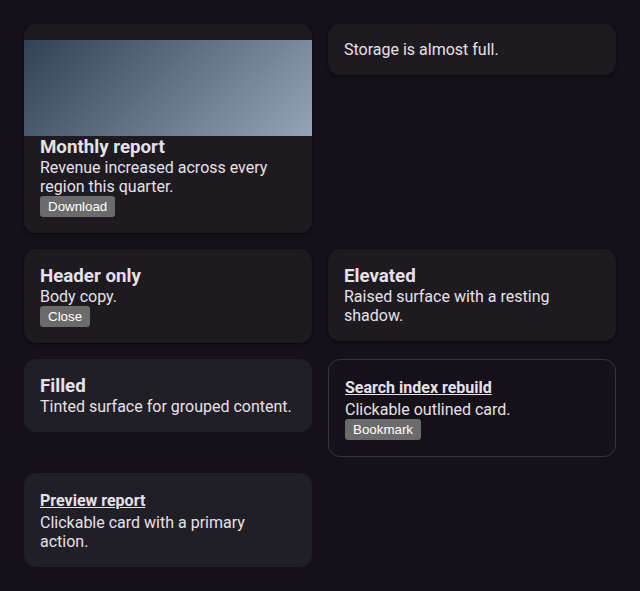 Monthly report
Revenue increased across every
region this quarter.
Download
Storage is almost full.
Header only
Body copy.
Close
Elevated
Raised surface with a resting
shadow.
Filled
Tinted surface for grouped content.
Search index rebuild
Clickable outlined card.
Bookmark
Preview report
Clickable card with a primary
action.